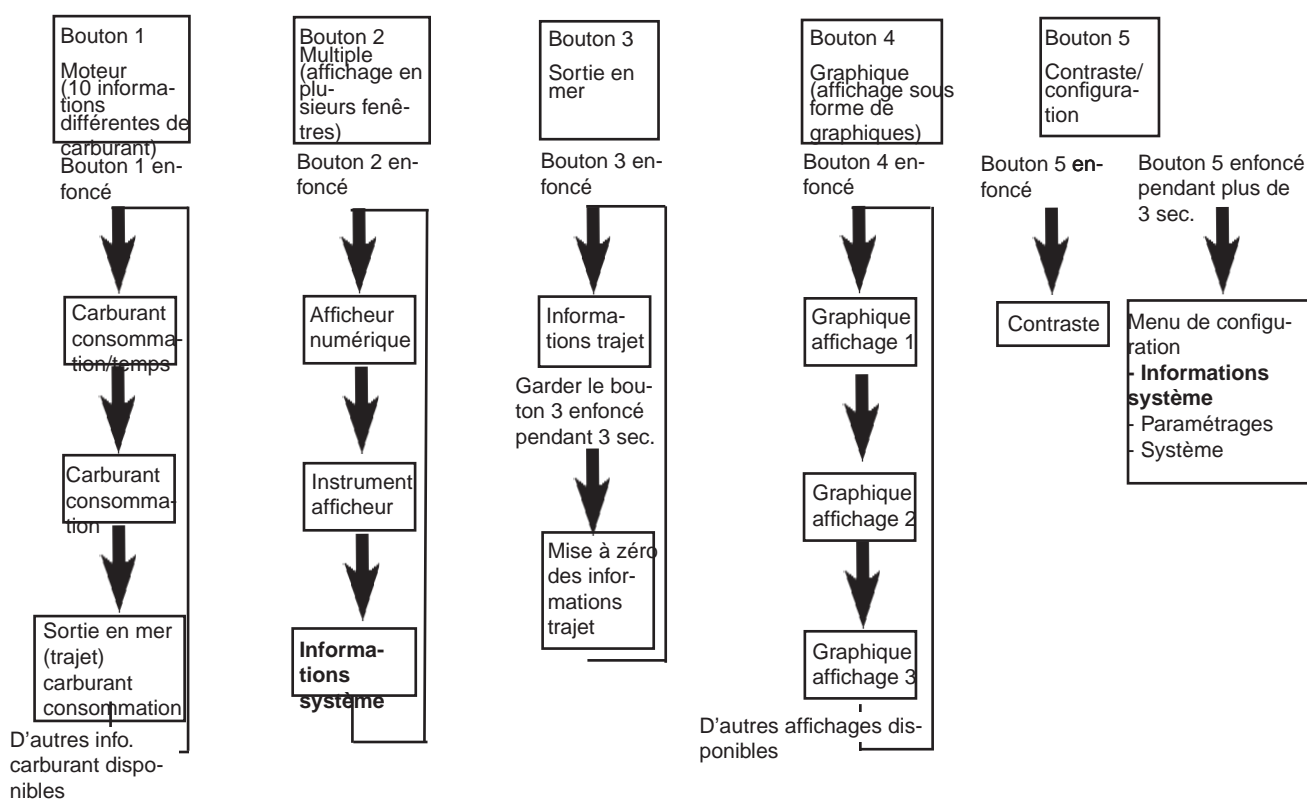 Bouton 1
Moteur
(10 informa-
tions
différentes de
carburant)
Bouton 1 en-
foncé
Carburant
consomma-
tion/temps
Carburant
consomma-
tion
Sortie en mer
(trajet)
carburant
consommation
D'autres info.
carburant dispo-
nibles
Bouton 2
Multiple
(affichage en
plu-
sieurs fenê-
tres)
Bouton 2 en-
foncé
Afficheur
numérique
Instrument
afficheur
Informa-
tions
système
Bouton 3
Sortie en
mer
Bouton 3 en-
foncé
Informa-
tions trajet
Garder le bou-
ton 3 enfoncé
pendant 3 sec.
Mise à zéro
des infor-
mations
trajet
Bouton 4
Graphique
(affichage sous
forme de
graphiques)
Bouton 4 en-
foncé
Graphique
affichage 1
Graphique
affichage 2
Graphique
affichage 3
D'autres affichages dis-
ponibles
Bouton 5
Contraste/
configura-
tion
Bouton 5 en-
foncé
Contraste
Bouton 5 enfoncé
pendant plus de
3 sec.
Menu de configu-
ration
- Informations
système
- Paramétrages
- Système